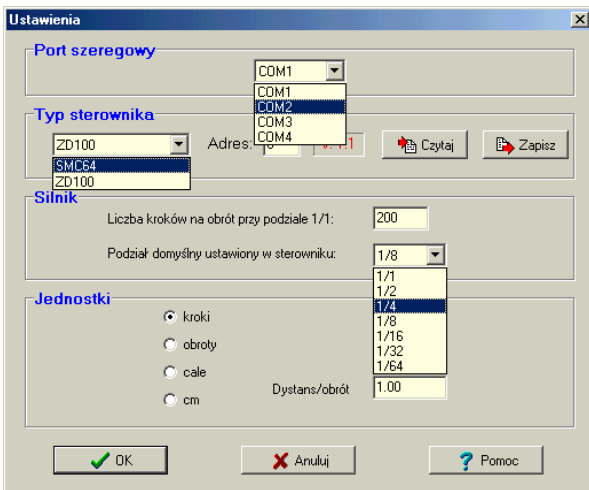 Ustawienia
Port szeregowy
COM1
COM1
COM2
COM3
COM4
Typ sterownika
ZD100
Adres:
Czytaj
Zapisz
SMC64
ZD100
Silnik
Liczba kroków na obrót przy podziale 1/1:
200
Podział domyślny ustawiony w sterowniku:
1/8
1/1
1/2
1/4
1/8
1/16
1/32
1/64
Jednostki
kroki
obroty
cale
cm
Dystans/obrót
1.00
OK
Anuluj
Pomoc